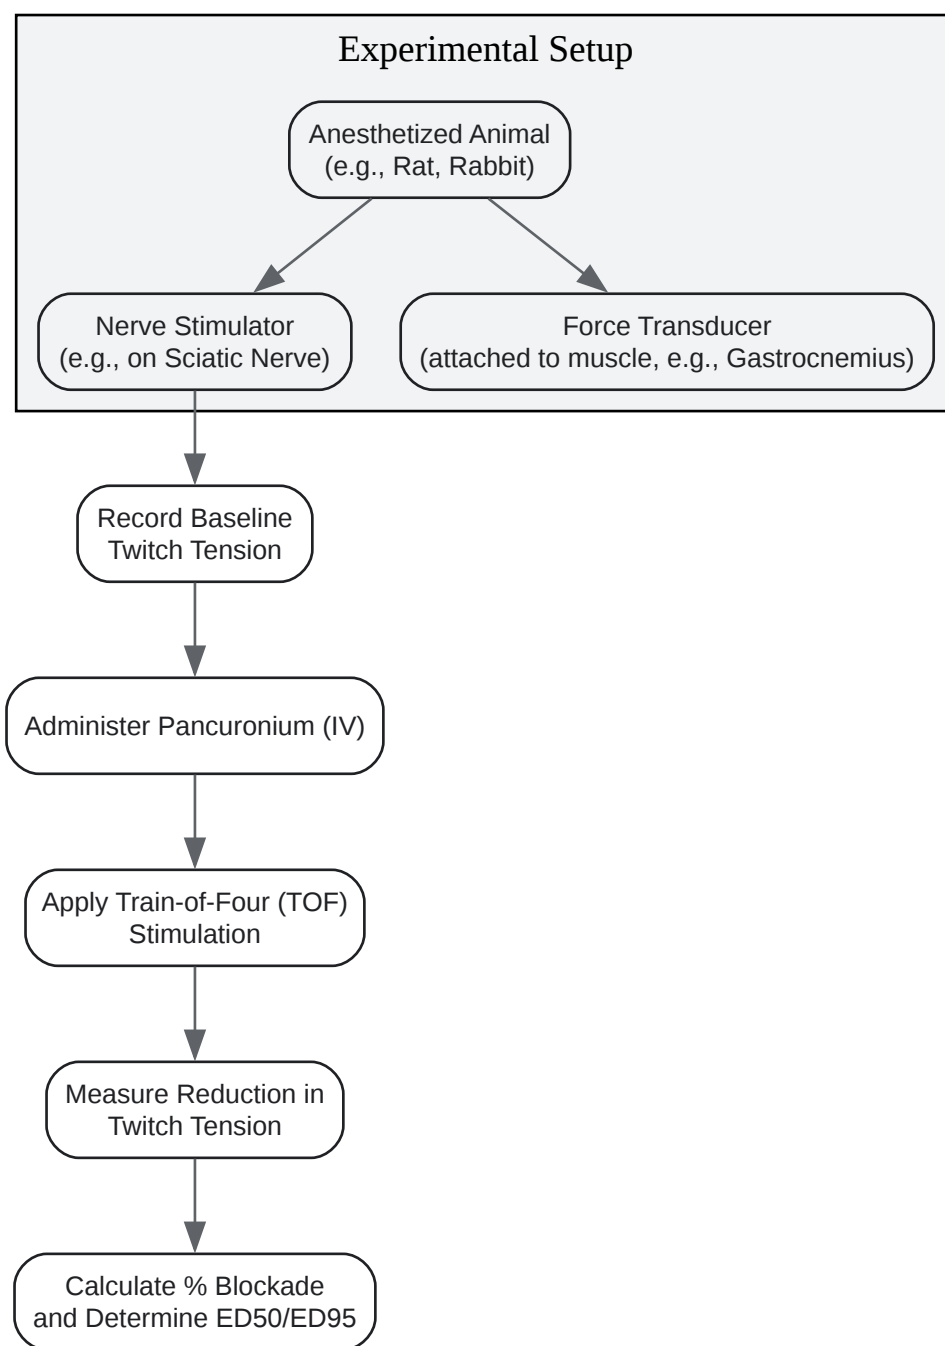 Experimental Setup
Anesthetized Animal
(e.g., Rat, Rabbit)
Nerve Stimulator
(e.g., on Sciatic Nerve)
Force Transducer
(attached to muscle, e.g., Gastrocnemius)
Record Baseline
Twitch Tension
Administer Pancuronium (IV)
Apply Train-of-Four (TOF)
Stimulation
Measure Reduction in
Twitch Tension
Calculate % Blockade
and Determine ED50/ED95